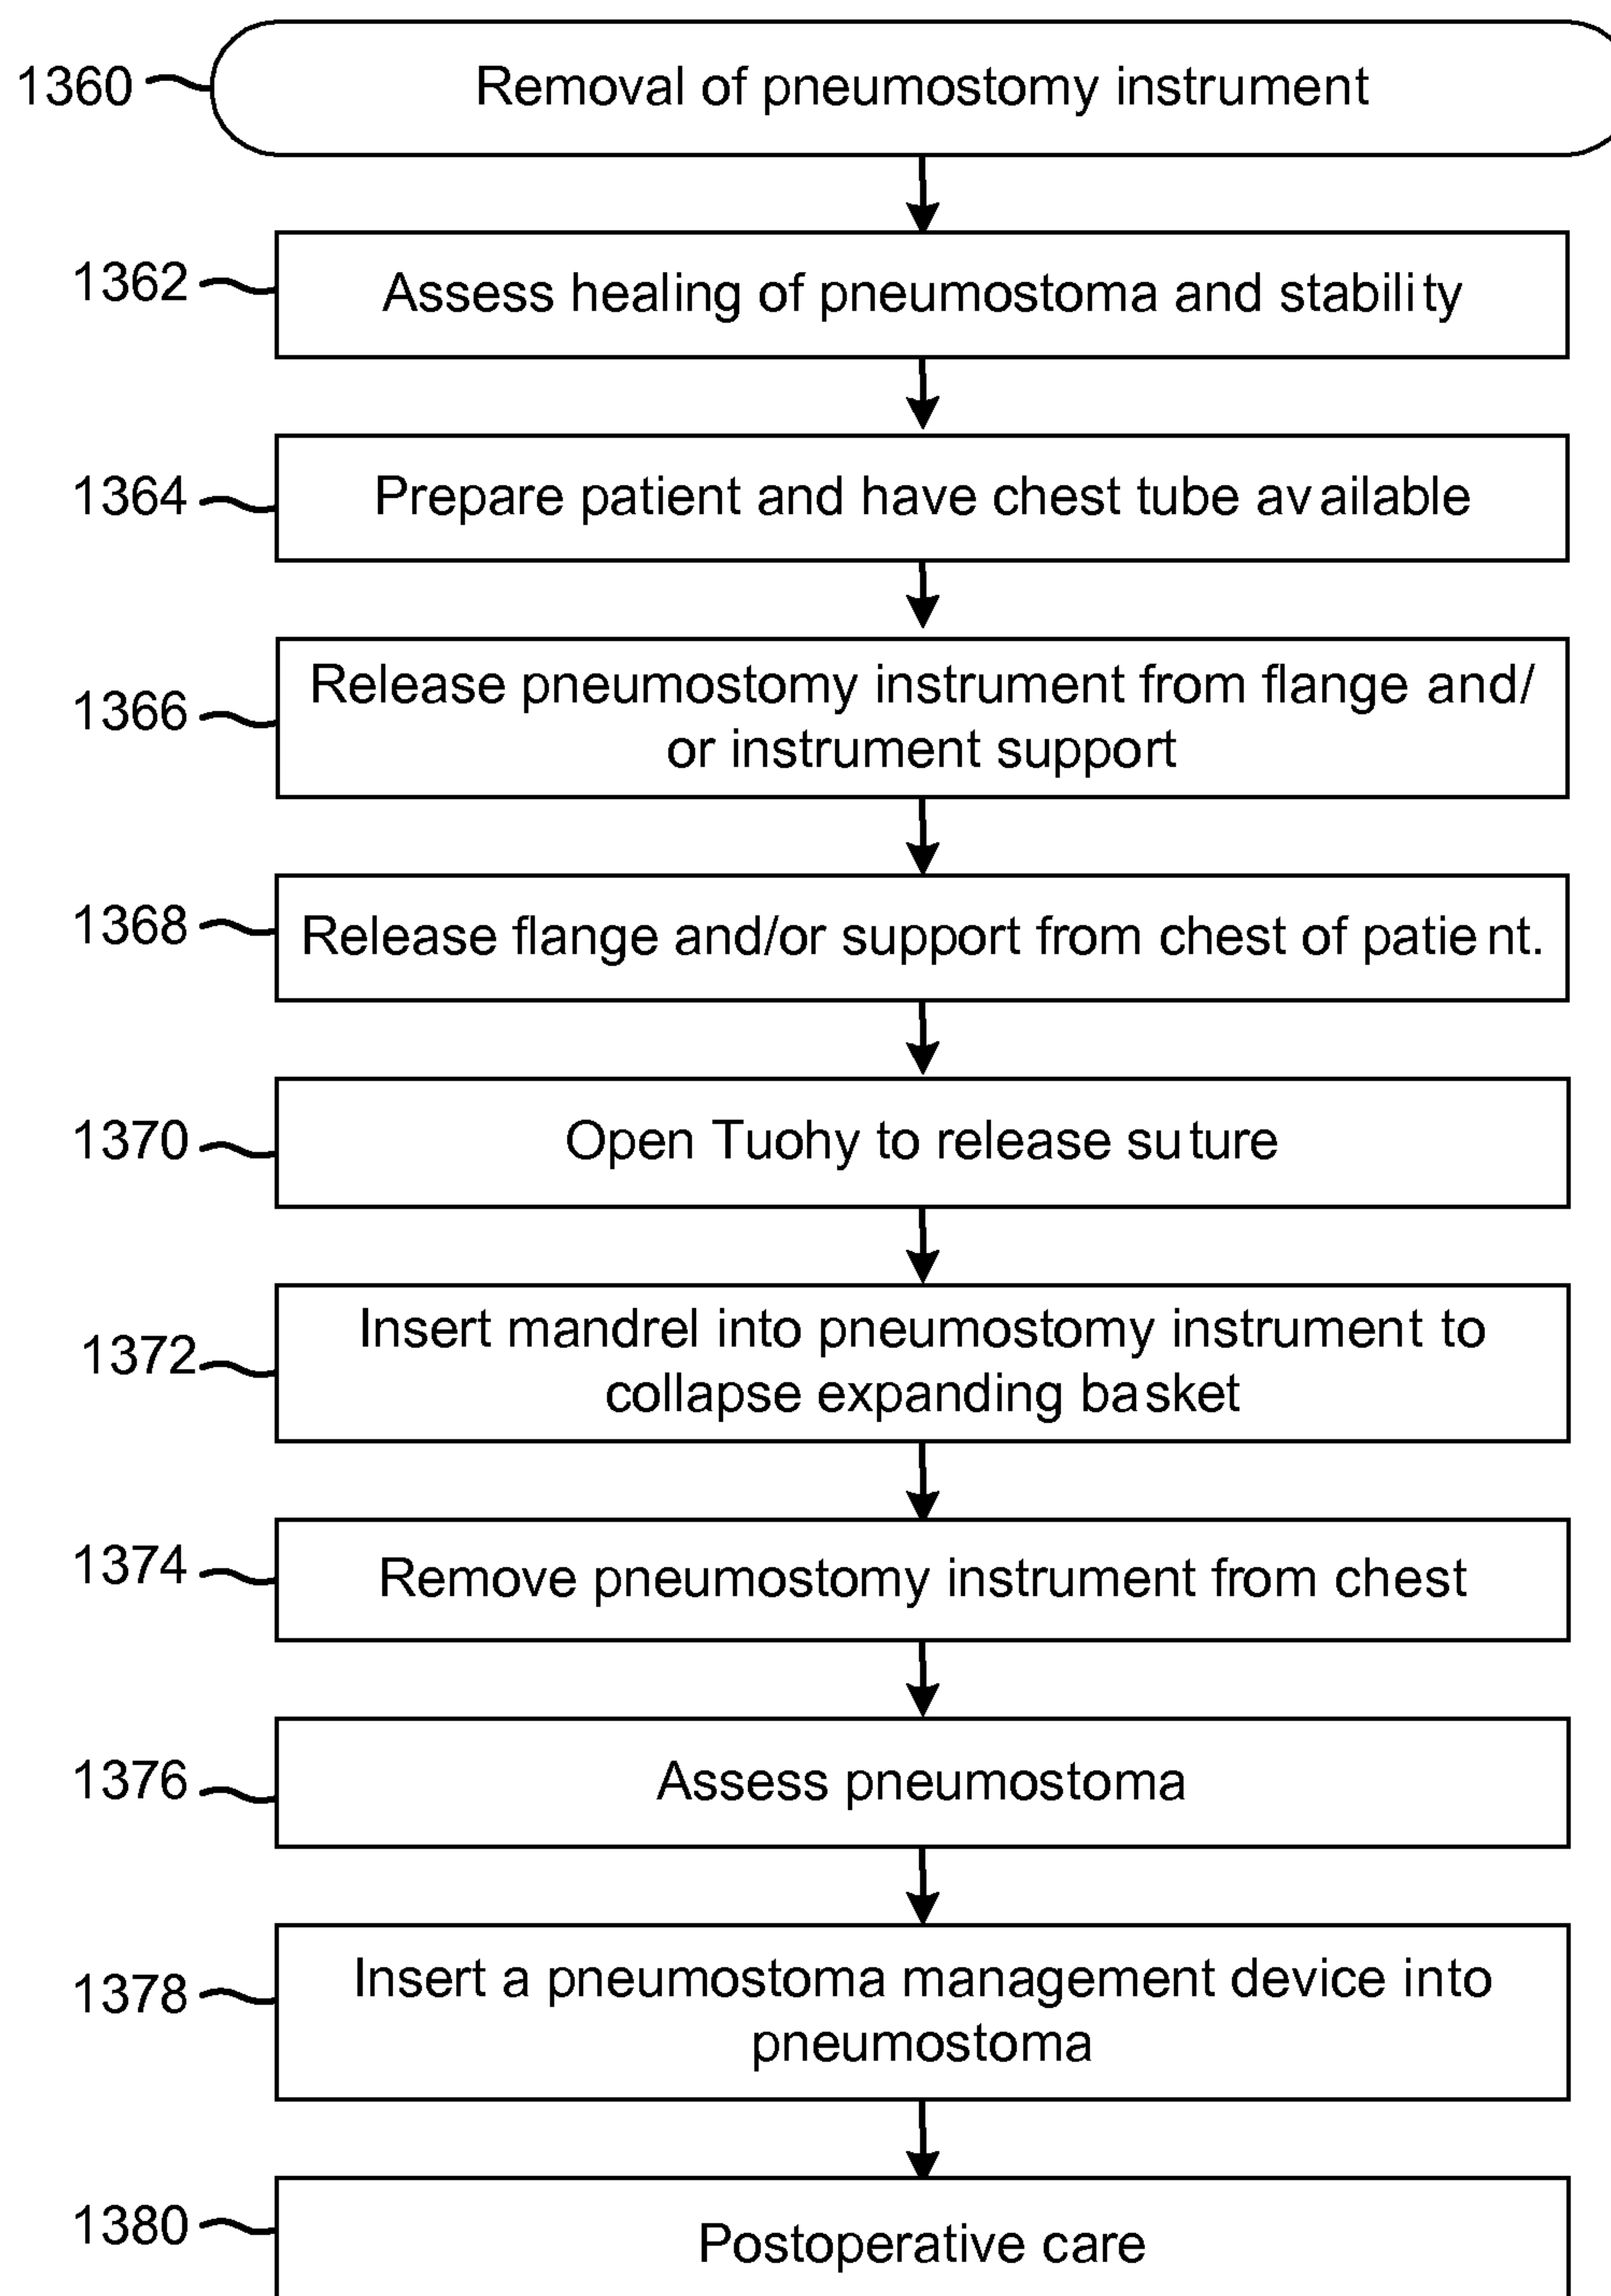 1360
Removal of pneumostomy instrument
1362
Assess healing of pneumostoma and stability
1364
Prepare patient and have chest tube available
1366
Release pneumostomy instrument from flange and/
or instrument support
1368
Release flange and/or support from chest of patient.
1370
Open Tuohy to release suture
1372
Insert mandrel into pneumostomy instrument to
collapse expanding basket
1374
Remove pneumostomy instrument from chest
1376
Assess pneumostoma
1378
Insert a pneumostoma management device into
pneumostoma
1380
Postoperative care